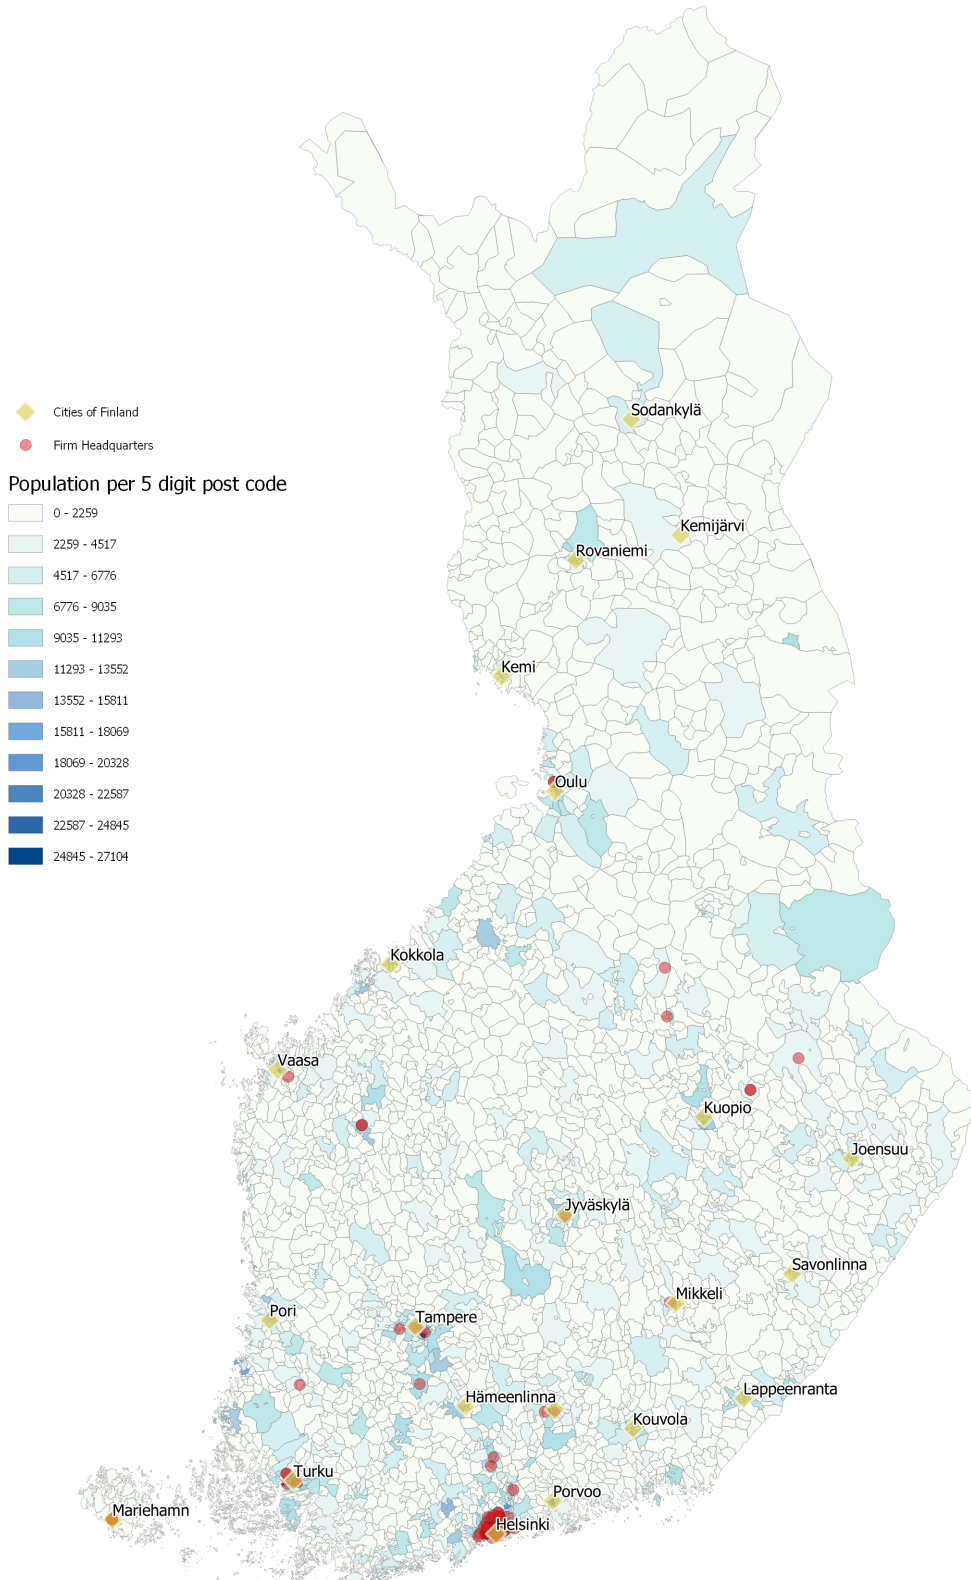 Cities of Finland
Firm Headquarters
Population per 5 digit post code
0 - 2259
2259 - 4517
4517 - 6776
6776 - 9035
9035 - 11293
11293 - 13552
13552 - 15811
15811 - 18069
18069 - 20328
20328 - 22587
22587 - 24845
24845 - 27104
Sodankylä
Kemijärvi
Rovaniemi
Kemi
Oulu
Kokkola
Vaasa
Kuopio
Joensuu
Jyväskylä
Savonlinna
Mikkeli
Pori
Tampere
Lappeenranta
Hämeenlinna
Kouvola
Turku
Porvoo
Mariehamn
Helsinki